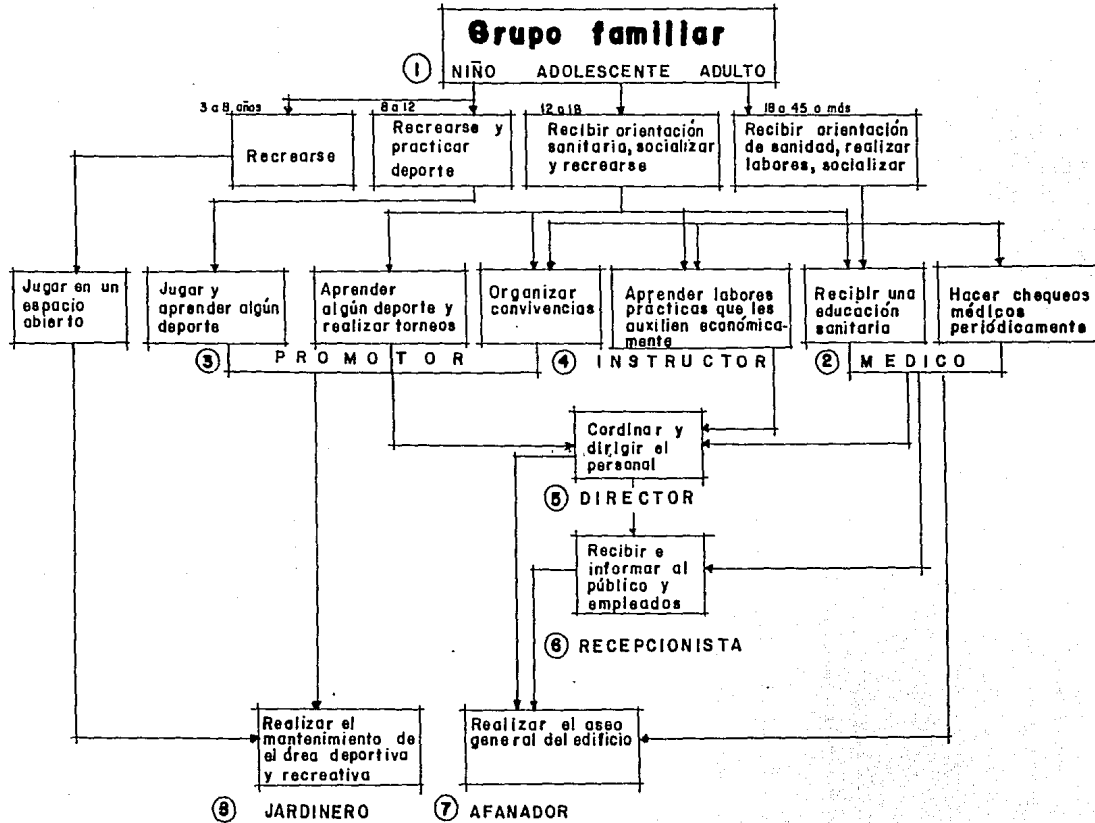 Grupo familiar
① NIÑO ADOLESCENTE ADULTO
3 a 8 años
8 a 12
12 a 18
18 a 45 o más
Recrearse
Recrearse y
practicar
deporte
Recibir orientación
sanitaria, socializar
y recrearse
Recibir orientación
de sanidad, realizar
labores, socializar
Jugar en un
espacio
abierto
Jugar y
aprender algún
deporte
Aprender
algún deporte y
realizar torneos
Organizar
convivencias
Aprender labores
prácticas que les
auxilien económica-
mente
Recibir una
educación
sanitaria
Hacer chequeos
médicos
periódicamente
③ PROMOTOR
④ INSTRUCTOR
② MEDICO
Cordinar y
dirigir el
personal
⑤ DIRECTOR
Recibir e
informar al
público y
empleados
⑥ RECEPCIONISTA
Realizar el
mantenimiento de
el área deportiva
y recreativa
Realizar el aseo
general del edificio
⑧ JARDINERO
⑦ AFANADOR